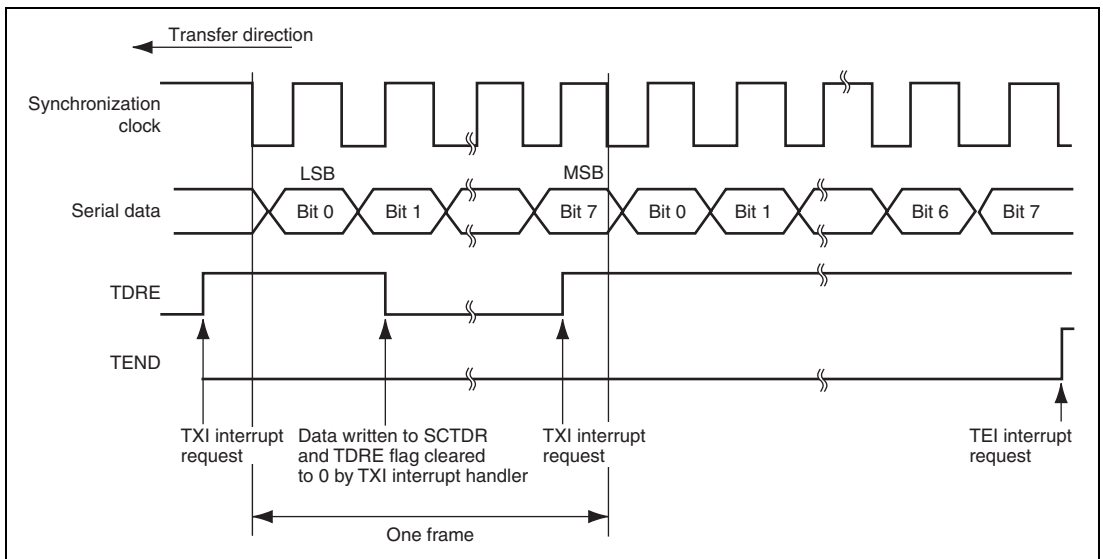 Transfer direction
Synchronization
clock
LSB
MSB
Serial data
Bit 0
Bit 1
Bit 7
Bit 0
Bit 1
Bit 6
Bit 7
TDRE
TEND
TXI interrupt
request
Data written to SCTDR
and TDRE flag cleared
to 0 by TXI interrupt handler
TXI interrupt
request
TEI interrupt
request
One frame